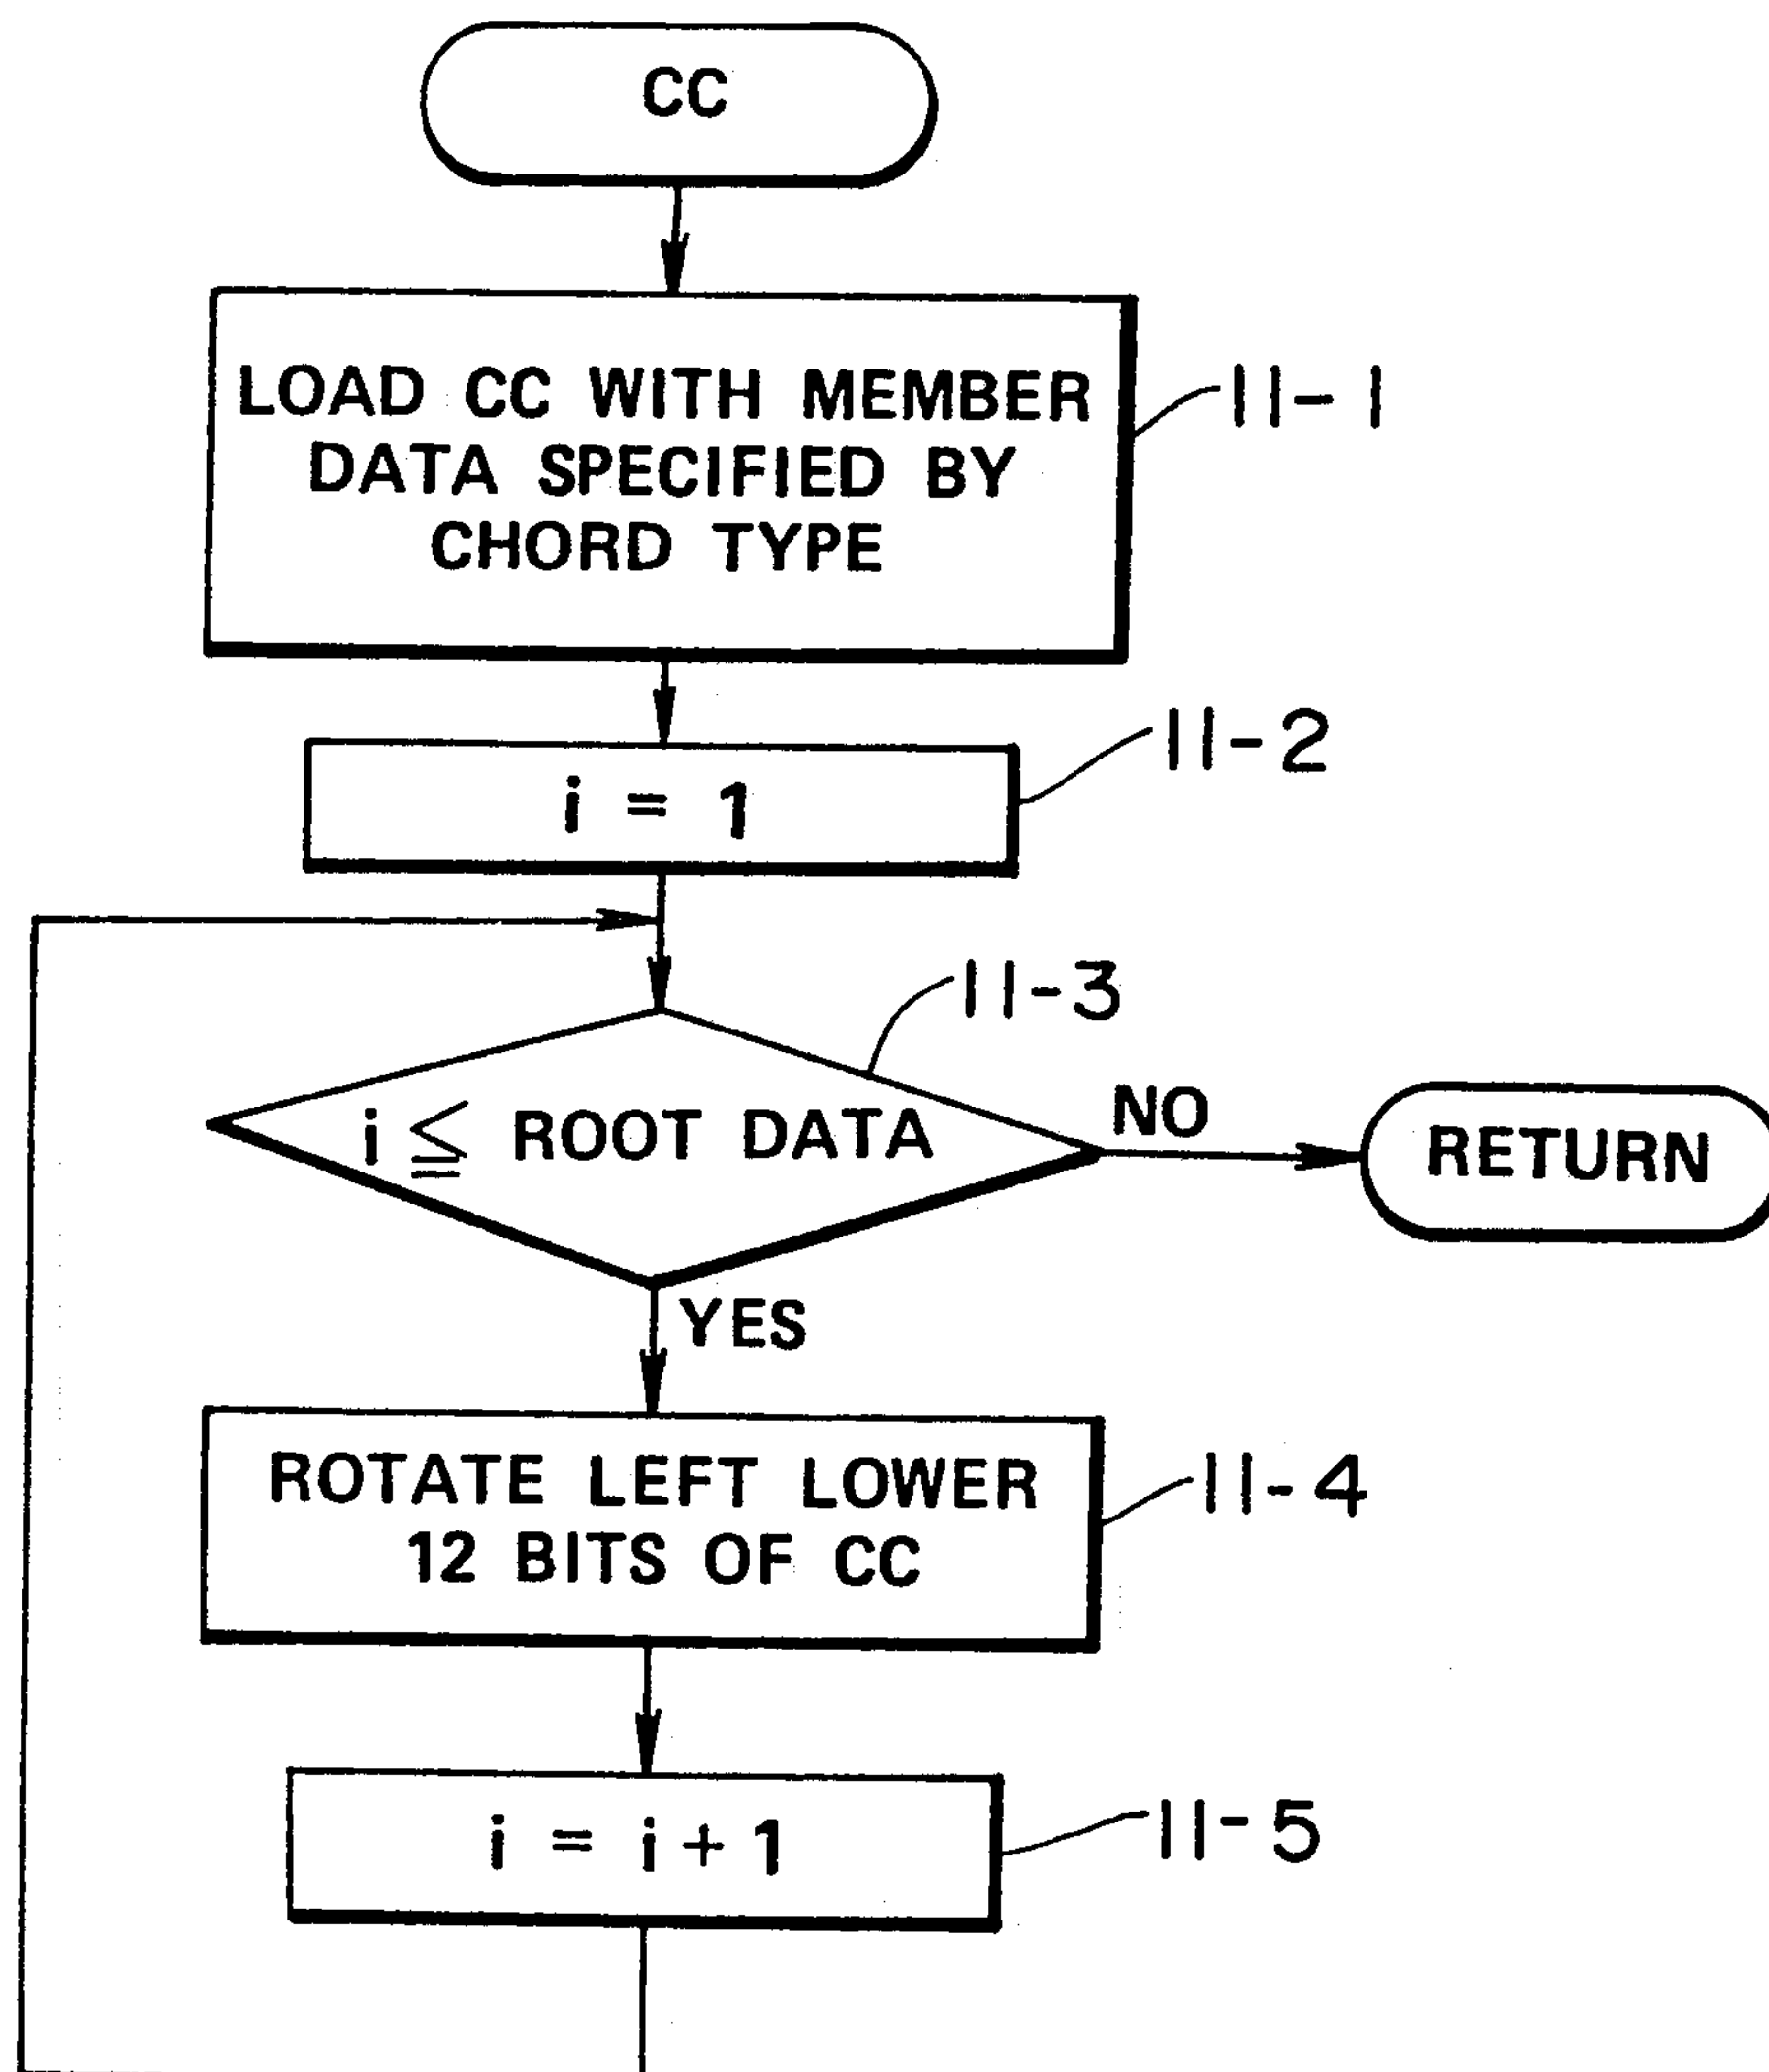 CC
LOAD CC WITH MEMBER
DATA SPECIFIED BY
CHORD TYPE
11-1
i = 1
11-2
11-3
i ≦ ROOT DATA
NO
RETURN
YES
ROTATE LEFT LOWER
12 BITS OF CC
11-4
i = i + 1
11-5